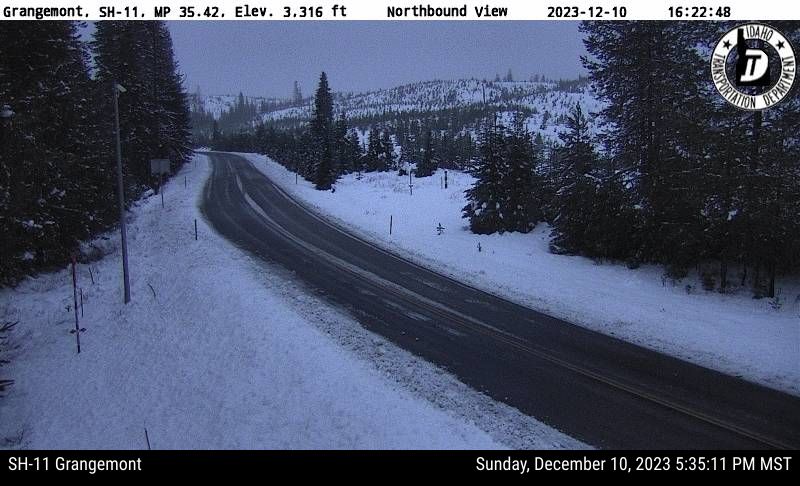 Grangemont, SH-11, MP 35.42, Elev. 3,316 ft Northbound View 2023-12-10 16:22:48
IDAHO
TRANSPORTATION DEPARTMENT
SH-11 Grangemont Sunday, December 10, 2023 5:35:11 PM MST